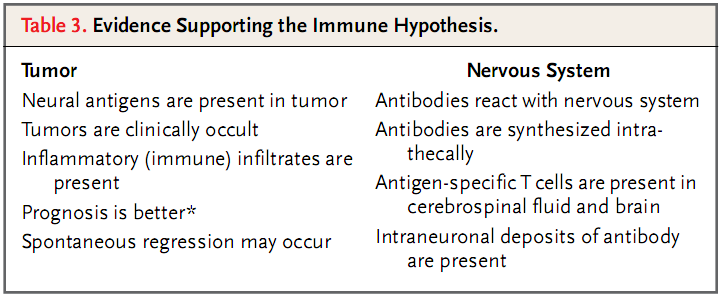 Table 3. Evidence Supporting the Immune Hypothesis.
Tumor
Neural antigens are present in tumor
Tumors are clinically occult
Inflammatory (immune) infiltrates are
present
Prognosis is better*
Spontaneous regression may occur
Nervous System
Antibodies react with nervous system
Antibodies are synthesized intra-
thecally
Antigen-specific T cells are present in
cerebrospinal fluid and brain
Intraneuronal deposits of antibody
are present